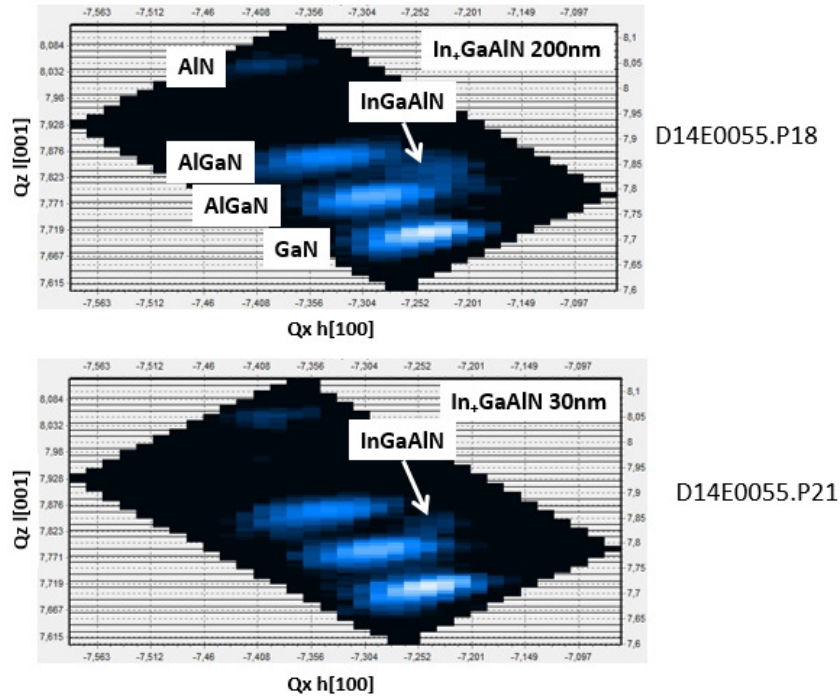 -7,563 -7,512 -7,46 -7,408 -7,356 -7,304 -7,252 -7,201 -7,149 -7,097
In+GaAlN 200nm
AlN
InGaAlN
AlGaN
AlGaN
GaN
D14E0055.P18
Qz l[001]
8,084
8,032
7,98
7,928
7,876
7,823
7,771
7,719
7,667
7,615
8,1
8,05
8
7,95
7,9
7,85
7,8
7,75
7,7
7,65
7,6
-7,563 -7,512 -7,46 -7,408 -7,356 -7,304 -7,252 -7,201 -7,149 -7,097
Qx h[100]
-7,563 -7,512 -7,46 -7,408 -7,356 -7,304 -7,252 -7,201 -7,149 -7,097
In+GaAlN 30nm
InGaAlN
D14E0055.P21
Qz l[001]
8,084
8,032
7,98
7,928
7,876
7,823
7,771
7,719
7,667
7,615
8,1
8,05
8
7,95
7,9
7,85
7,8
7,75
7,7
7,65
7,6
-7,563 -7,512 -7,46 -7,408 -7,356 -7,304 -7,252 -7,201 -7,149 -7,097
Qx h[100]